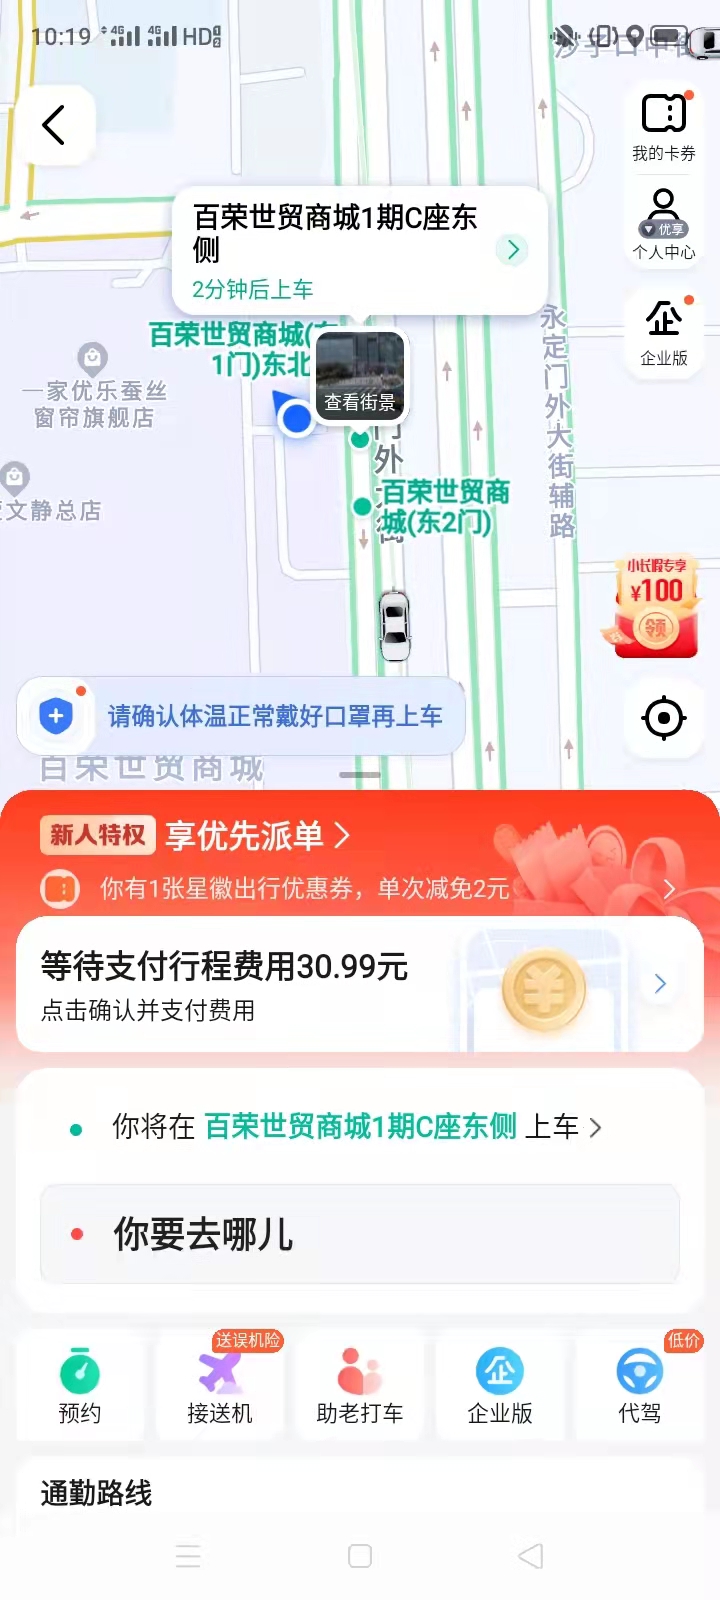 10:19
4G
4G
HD
沙子口中街
我的卡券
优享
个人中心
企
企业版
百荣世贸商城1期C座东
侧
2分钟后上车
百荣世贸商城(东
1门)东北
查看街景
一家优乐蚕丝
窗帘旗舰店
文静总店
门外大街
百荣世贸商
城(东2门)
永定门外大街辅路
小长假专享
¥100
领
请确认体温正常戴好口罩再上车
百荣世贸商城
新人特权 享优先派单
你有1张星徽出行优惠券，单次减免2元
等待支付行程费用30.99元
点击确认并支付费用
你将在 百荣世贸商城1期C座东侧 上车
你要去哪儿
送误机险
低价
企
预约
接送机
助老打车
企业版
代驾
通勤路线